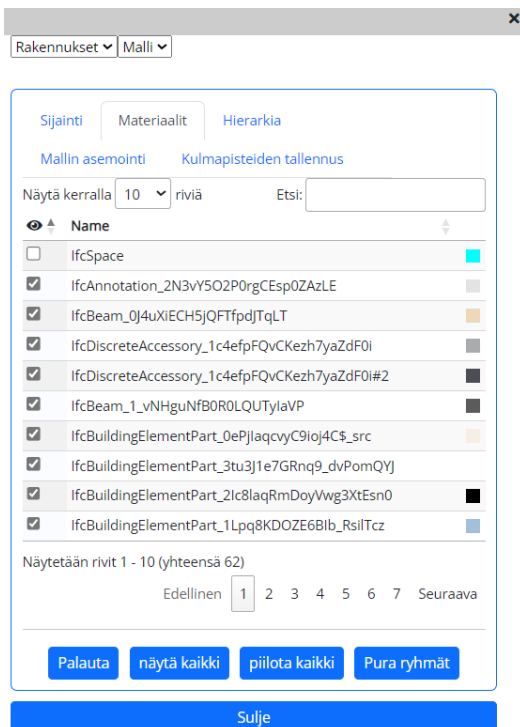 ×
Rakennukset Malli
Sijainti Materiaalit Hierarkia
Mallin asemointi Kulmapisteiden tallennus
Näytä kerralla 10 riviä Etsi:
Name
IfcSpace
IfcAnnotation_2N3vY5O2P0rgCEsp0ZAzLE
IfcBeam_0J4uXiECH5jQFTfpdJTqLT
IfcDiscreteAccessory_1c4efpFQvCKezh7yaZdF0i
IfcDiscreteAccessory_1c4efpFQvCKezh7yaZdF0i#2
IfcBeam_1_vNHguNfB0R0LQUTyIaVP
IfcBuildingElementPart_0ePjIaqcvyC9ioj4C$_src
IfcBuildingElementPart_3tu3J1e7GRnq9_dvPomQYJ
IfcBuildingElementPart_2Ic8laqRmDoyVwg3XtEsn0
IfcBuildingElementPart_1Lpq8KDOZE6BIb_RsilTcz
Näytetään rivit 1 - 10 (yhteensä 62)
Edellinen 1 2 3 4 5 6 7 Seuraava
Palauta näytä kaikki piilota kaikki Pura ryhmät
Sulje